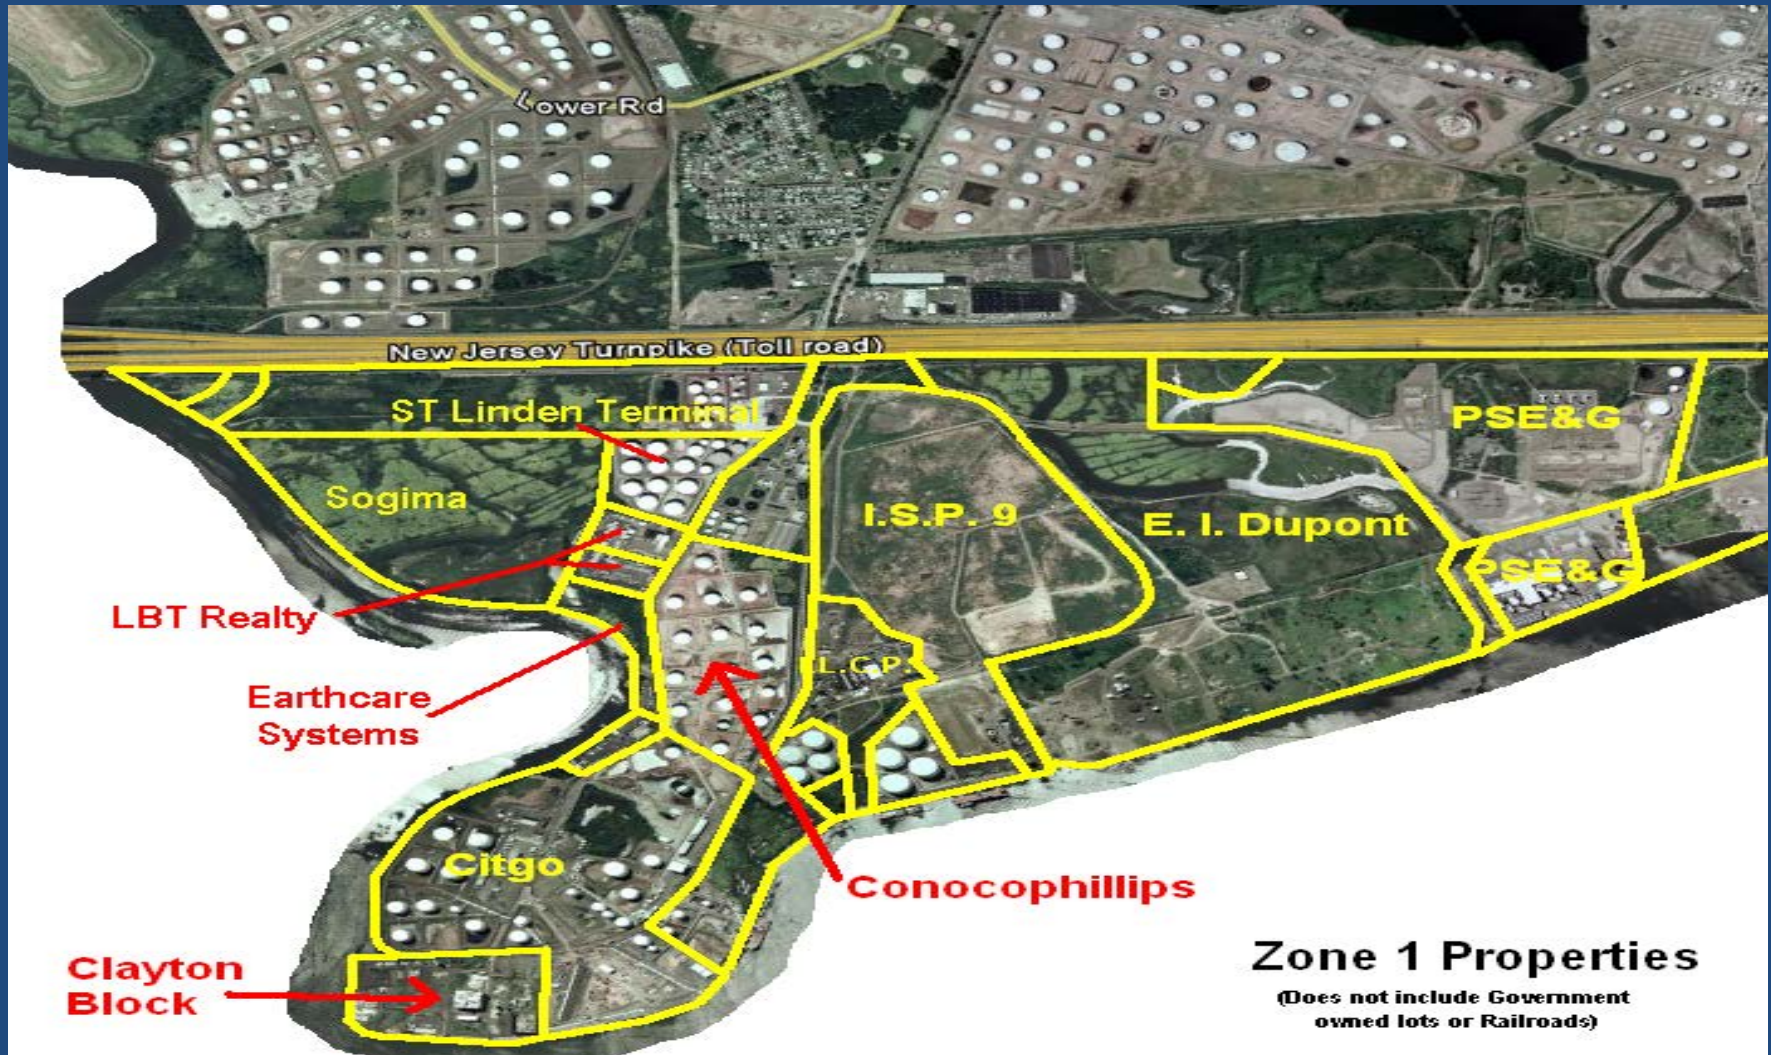 Lower Rd
New Jersey Turnpike (Toll road)
ST Linden Terminal
PSE&G
Sogima
I.S.P. 9
E. I. Dupont
PSE&G
LBT Realty
L.C.P.
Earthcare
Systems
Citgo
Conocophillips
Clayton
Block
Zone 1 Properties
(Does not include Government
owned lots or Railroads)